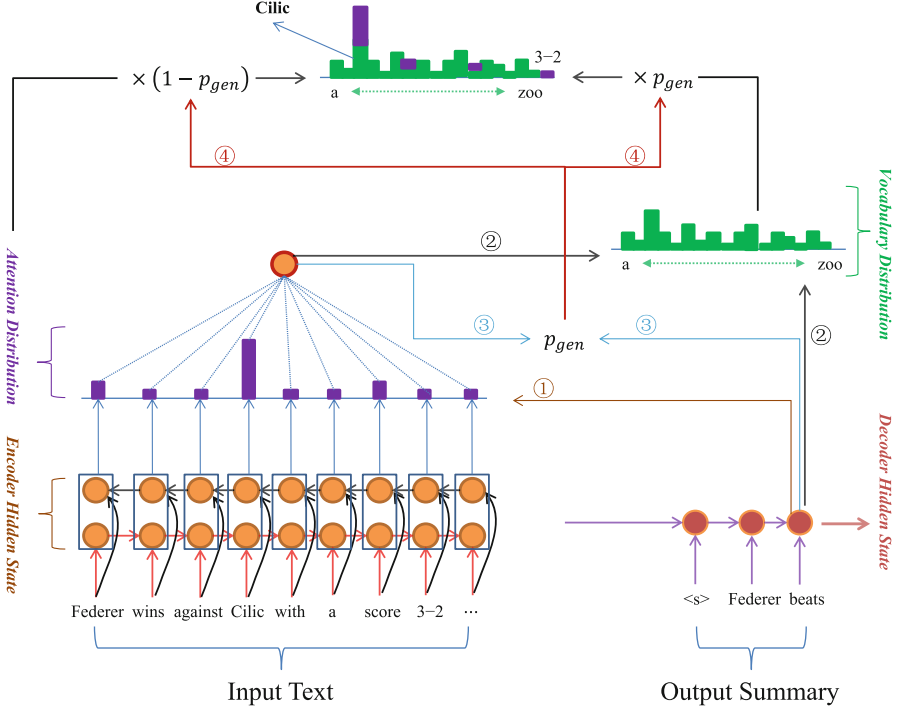 Cilic
3−2
× (1 − p_gen)
× p_gen
a
zoo
④
④
Vocabulary Distribution
②
a
zoo
Attention Distribution
③
③
②
p_gen
①
Encoder Hidden State
Decoder Hidden State
Federer wins against Cilic with a score 3−2 ...
<s> Federer beats
Input Text
Output Summary